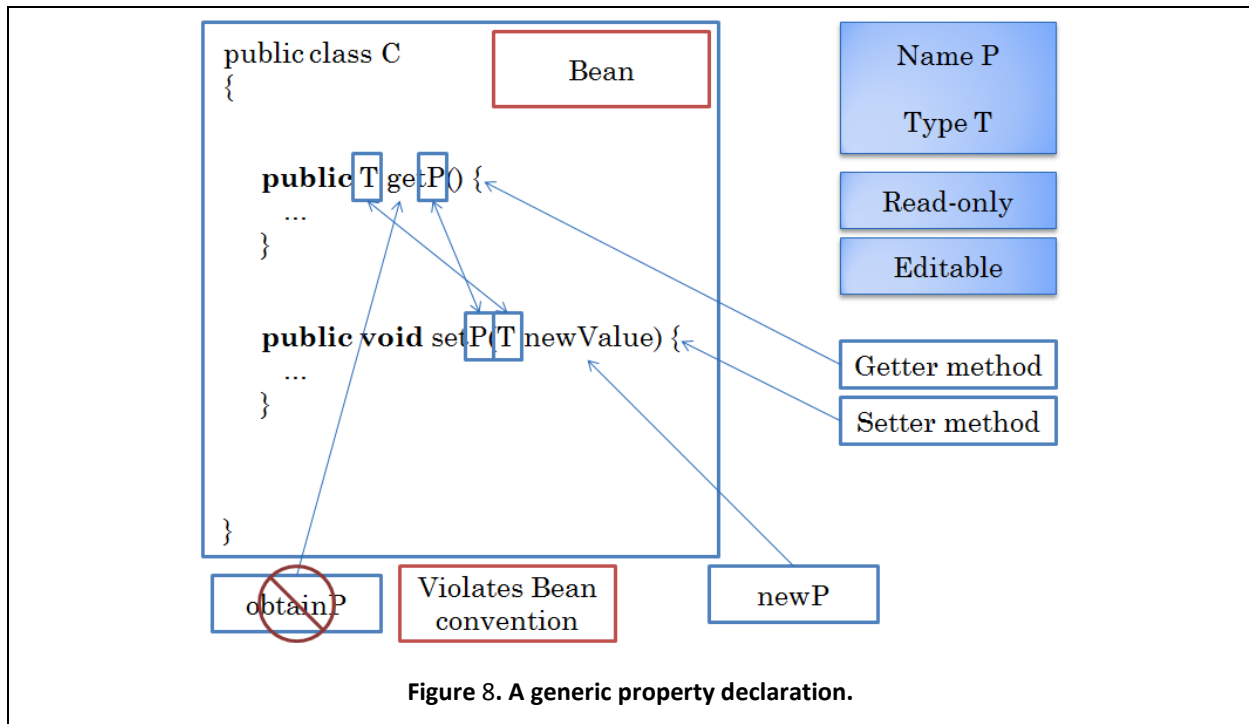 public class C
{
Bean
public T getP() {
...
}
public void setP(T newValue) {
...
}
}
Name P
Type T
Read-only
Editable
Getter method
Setter method
obtainP
Violates Bean
convention
newP
Figure 8. A generic property declaration.